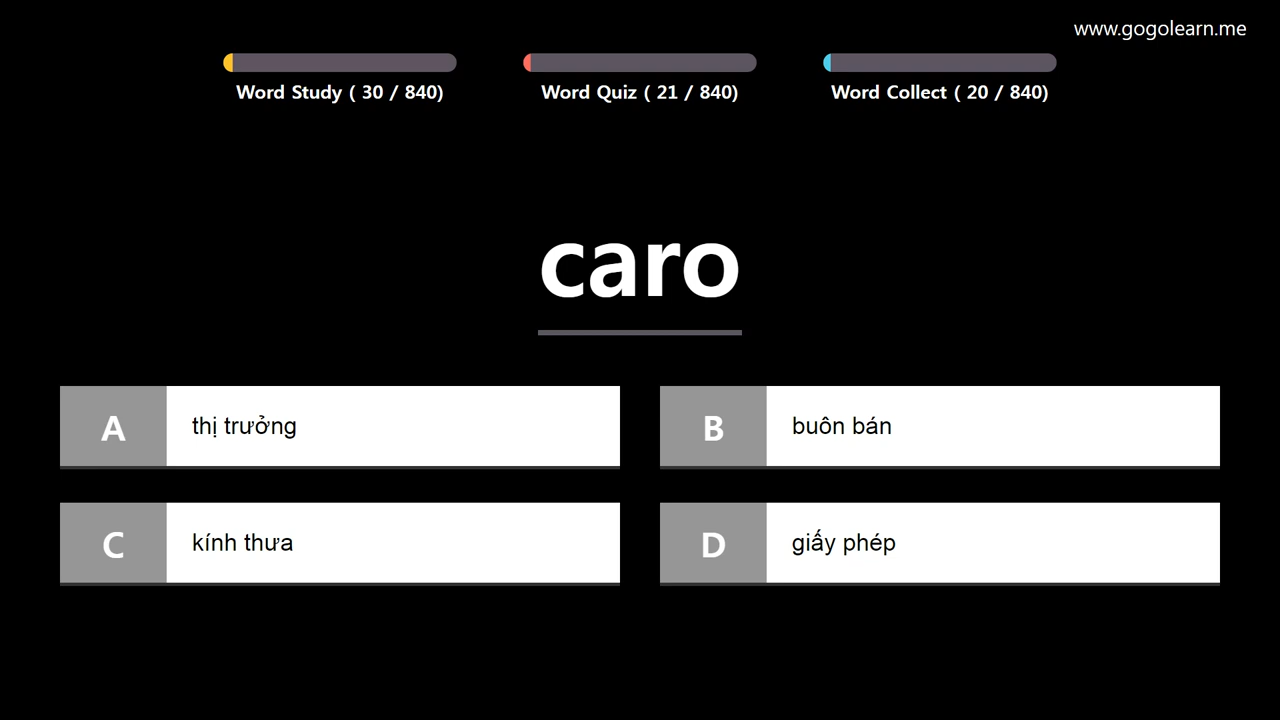 www.gogolearn.me
Word Study ( 30 / 840)
Word Quiz ( 21 / 840)
Word Collect ( 20 / 840)
caro
A
thị trưởng
B
buôn bán
C
kính thưa
D
giấy phép